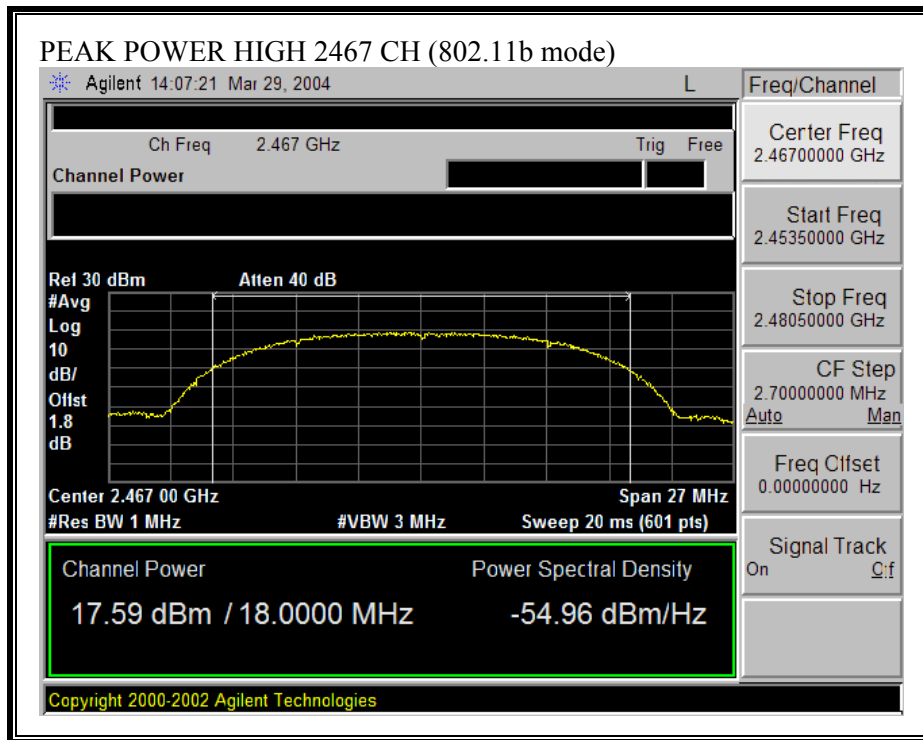 PEAK POWER HIGH 2467 CH (802.11b mode)
Agilent 14:07:21 Mar 29, 2004 L
Freq/Channel
Ch Freq 2.467 GHz Trig Free
Channel Power
Center Freq
2.46700000 GHz
Start Freq
2.45350000 GHz
Stop Freq
2.48050000 GHz
CF Step
2.70000000 MHz
Auto Man
Freq Offset
0.00000000 Hz
Signal Track
On Off
Ref 30 dBm Atten 40 dB
#Avg
Log
10
dB/
Offst
1.8
dB
Center 2.467 00 GHz Span 27 MHz
#Res BW 1 MHz #VBW 3 MHz Sweep 20 ms (601 pts)
Channel Power Power Spectral Density
17.59 dBm / 18.0000 MHz -54.96 dBm/Hz
Copyright 2000-2002 Agilent Technologies